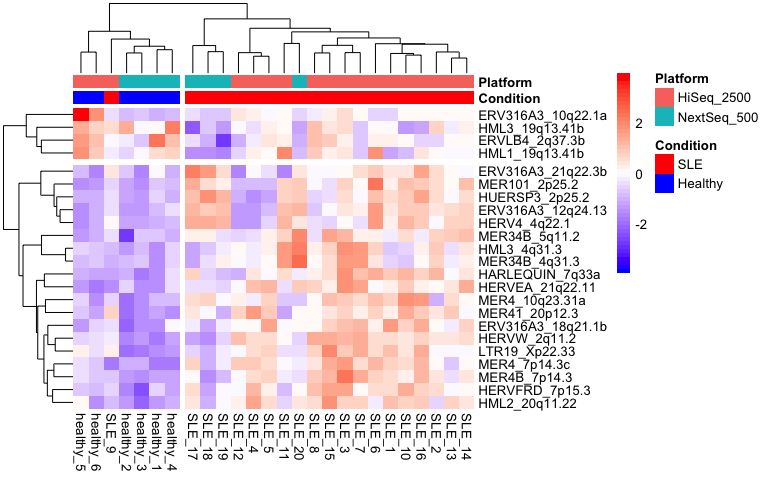 Platform
Condition
ERV316A3_10q22.1a
HML3_19q13.41b
ERVLB4_2q37.3b
HML1_19q13.41b
ERV316A3_21q22.3b
MER101_2p25.2
HUERSP3_2p25.2
ERV316A3_12q24.13
HERV4_4q22.1
MER34B_5q11.2
HML3_4q31.3
MER34B_4q31.3
HARLEQUIN_7q33a
HERVEA_21q22.11
MER4_10q23.31a
MER41_20p12.3
ERV316A3_18q21.1b
HERVW_2q11.2
LTR19_Xp22.33
MER4_7p14.3c
MER4B_7p14.3
HERVFRD_7p15.3
HML2_20q11.22
healthy_5
healthy_6
SLE_9
healthy_2
healthy_3
healthy_1
healthy_4
SLE_17
SLE_18
SLE_19
SLE_12
SLE_4
SLE_5
SLE_11
SLE_20
SLE_8
SLE_15
SLE_3
SLE_7
SLE_6
SLE_1
SLE_10
SLE_16
SLE_2
SLE_13
SLE_14
2
0
-2
Platform
HiSeq_2500
NextSeq_500
Condition
SLE
Healthy